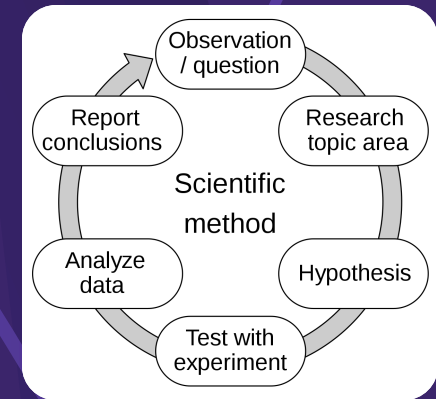 Observation
/ question
Research
topic area
Hypothesis
Test with
experiment
Analyze
data
Report
conclusions
Scientific
method